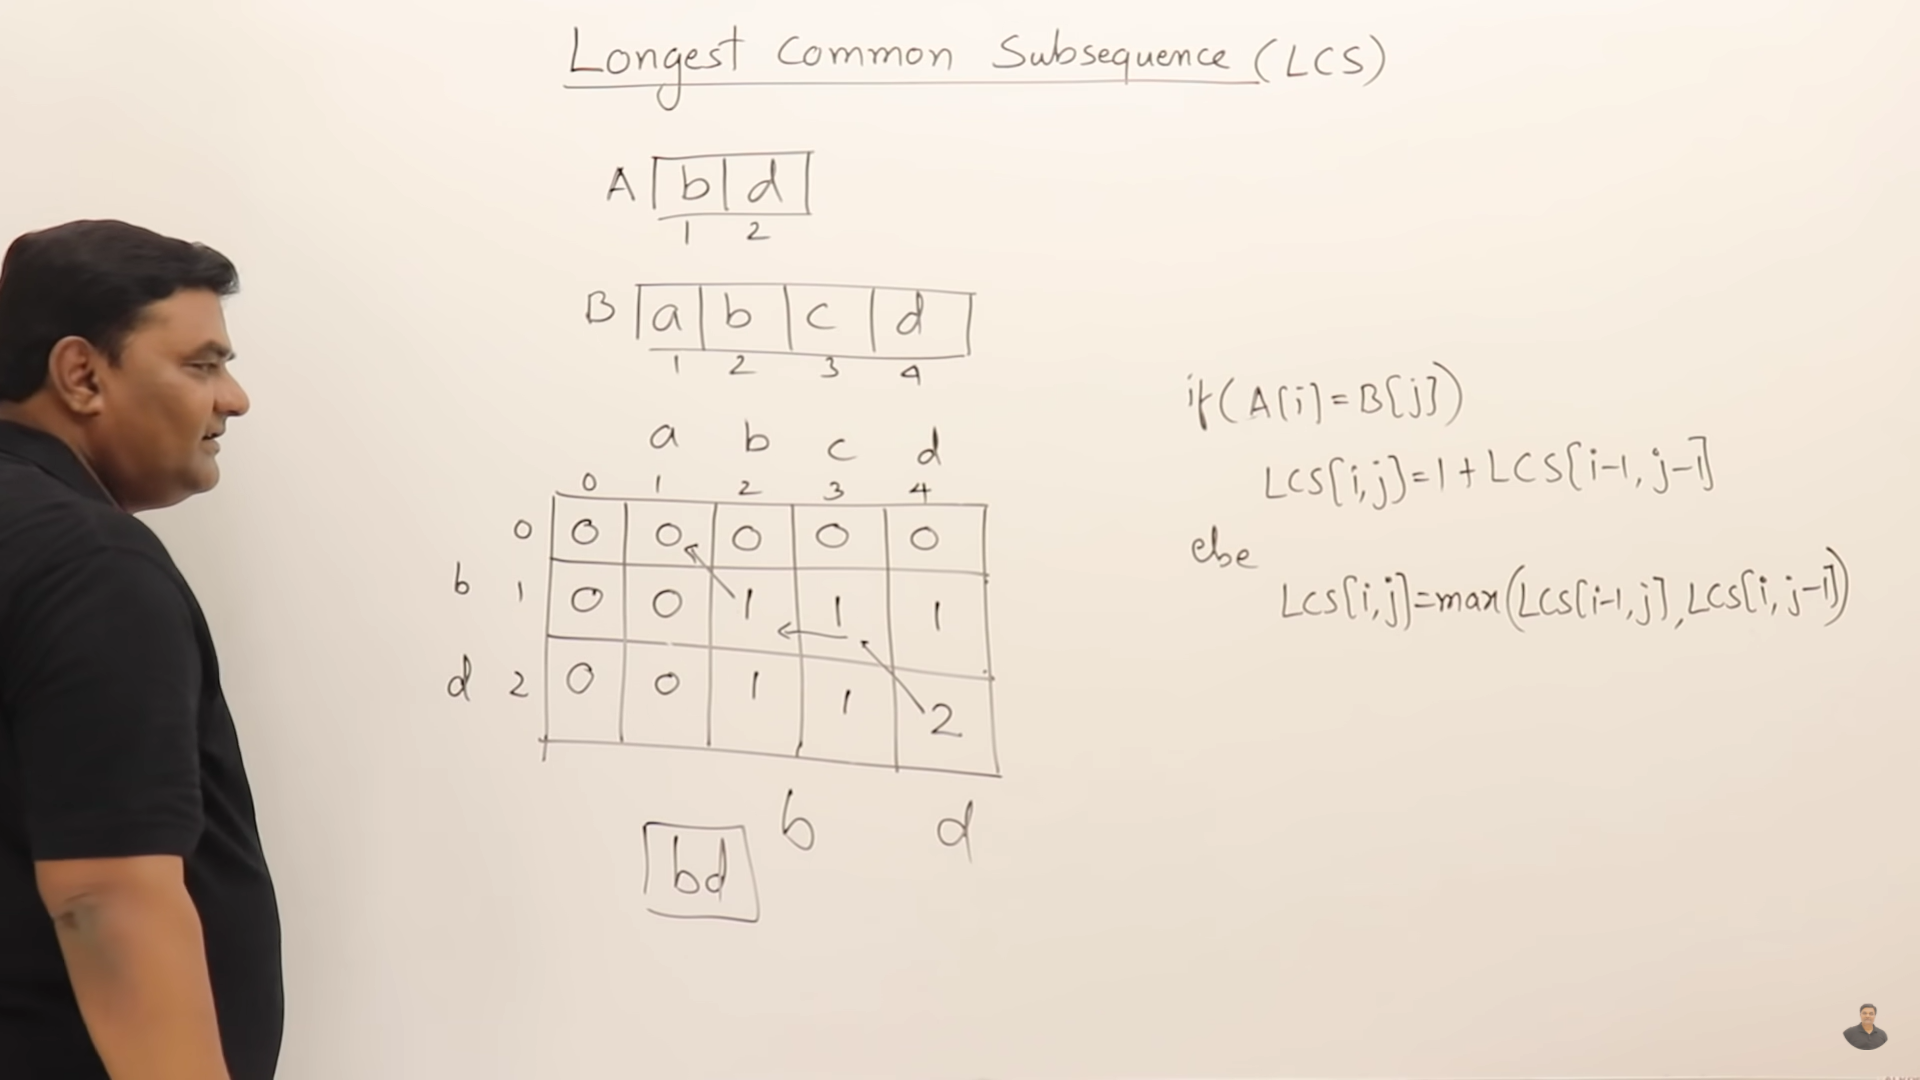 Longest Common Subsequence (LCS)
A b d
1 2
B a b c d
1 2 3 4
a b c d
0 1 2 3 4
0 0 0 0 0 0
b 1 0 0 1 1 1
d 2 0 0 1 1 2
b d
bd
if(A[i]=B[j])
LCS[i,j]=1+LCS[i-1,j-1]
else
LCS[i,j]=max(LCS[i-1,j],LCS[i,j-1])